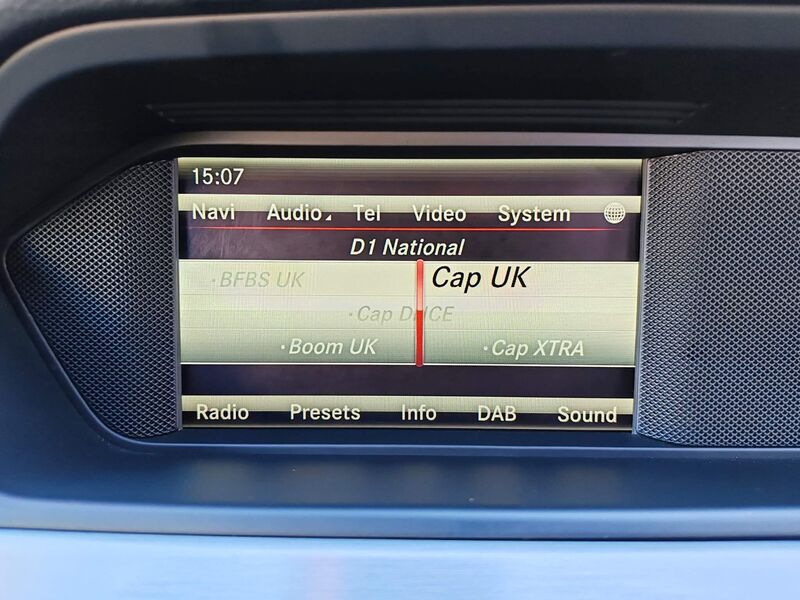 15:07
Navi Audio Tel Video System
D1 National
·BFBS UK Cap UK
·Cap DNCE
·Boom UK ·Cap XTRA
Radio Presets Info DAB Sound